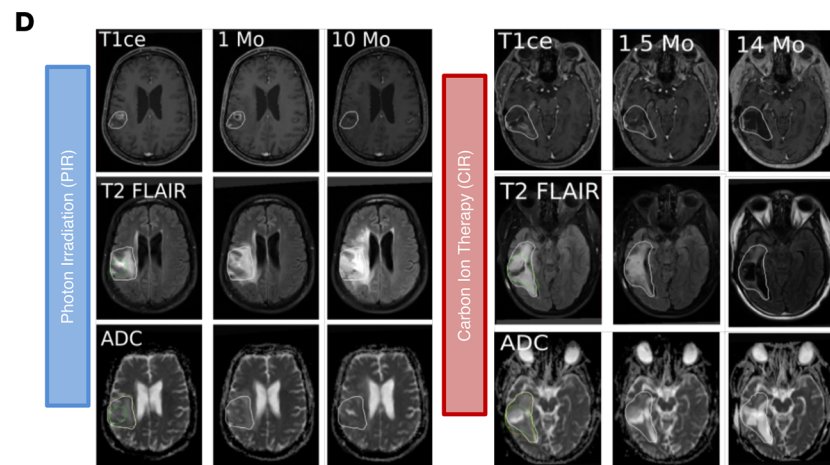 D
Photon Irradiation (PIR)
T1ce
1 Mo
10 Mo
T2 FLAIR
ADC
Carbon Ion Therapy (CIR)
T1ce
1.5 Mo
14 Mo
T2 FLAIR
ADC